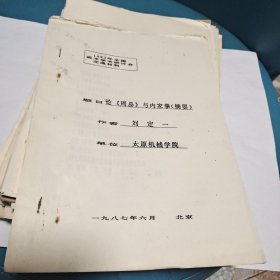 题目 论《周易》与内家拳(摘要)
作者 刘定一
单位 太原机械学院
一九八七年六月 北京